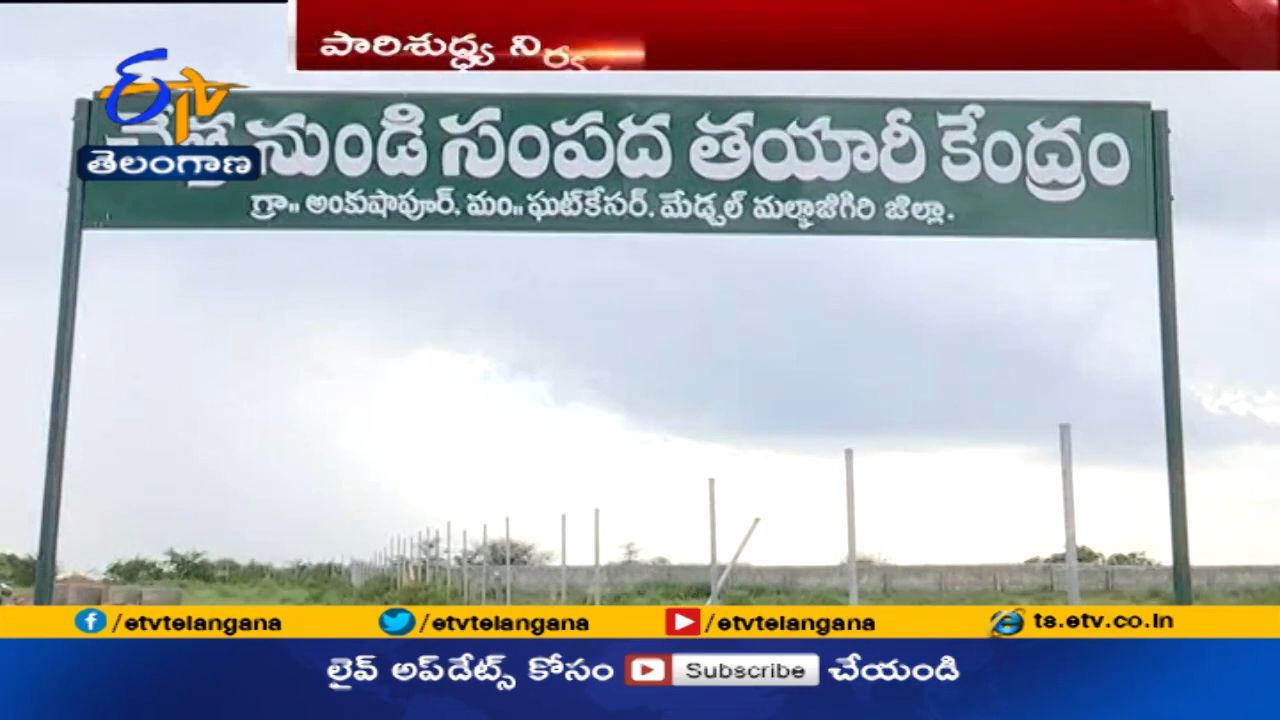 పారిశుద్ధ్య
ETV
తెలంగాణ
నుండి సంపద తయారీ కేంద్రం
గ్రా॥ అంకుషాపూర్. మం॥ ఘట్‌కేసర్. మేడ్చల్ మల్కాజిగిరి జిల్లా.
/etvtelangana /etvtelangana /etvtelangana ts.etv.co.in
లైవ్ అప్‌డేట్స్ కోసం Subscribe చేయండి